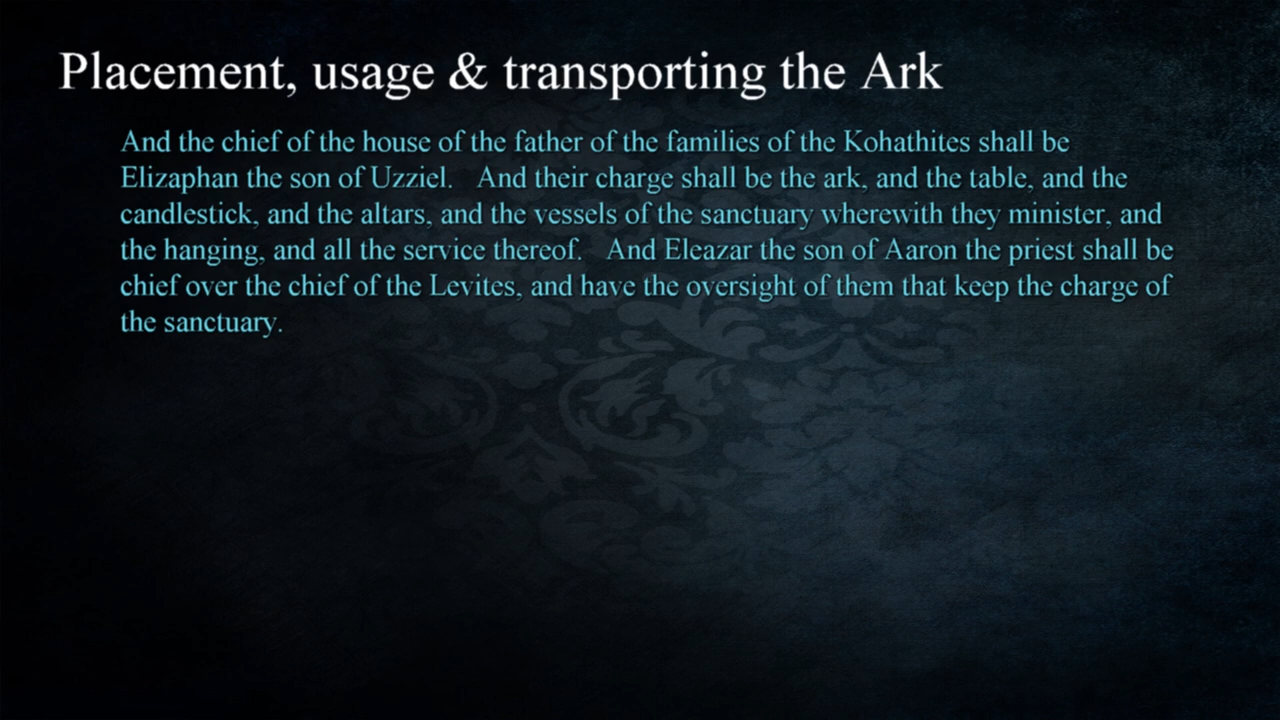 Placement, usage & transporting the Ark
And the chief of the house of the father of the families of the Kohathites shall be
Elizaphan the son of Uzziel.   And their charge shall be the ark, and the table, and the
candlestick, and the altars, and the vessels of the sanctuary wherewith they minister, and
the hanging, and all the service thereof.   And Eleazar the son of Aaron the priest shall be
chief over the chief of the Levites, and have the oversight of them that keep the charge of
the sanctuary.